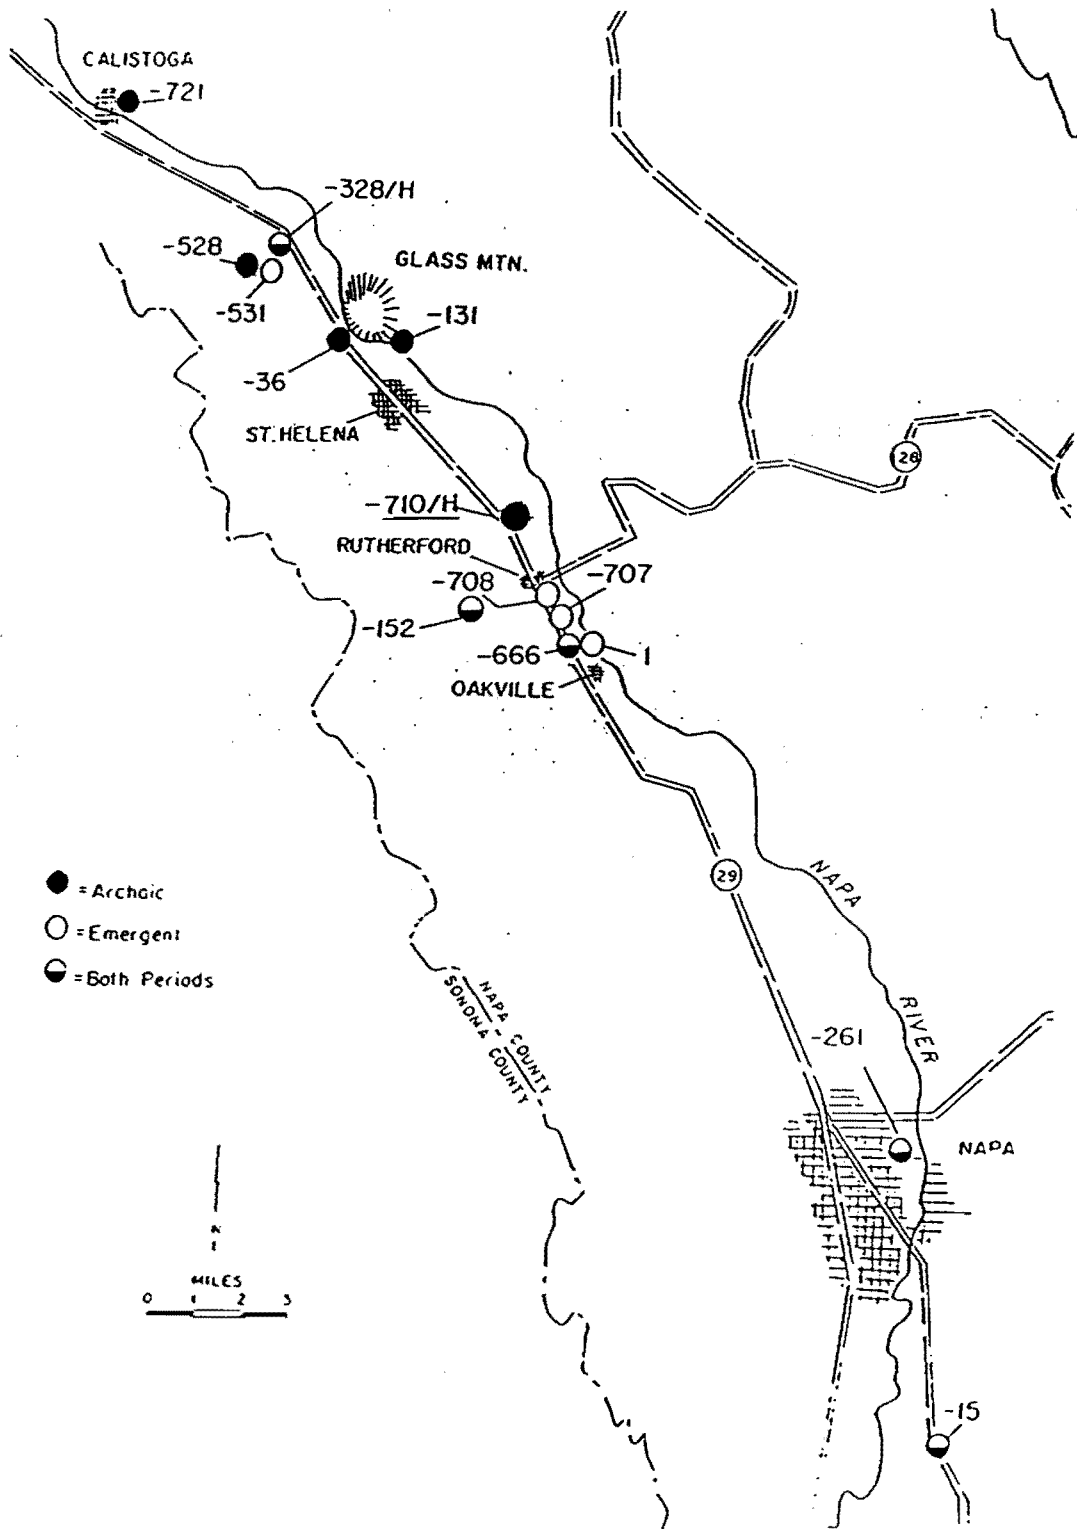 CALISTOGA
-721
-328/H
-528
GLASS MTN.
-531
-131
-36
ST. HELENA
128
-710/H
RUTHERFORD
-708
-707
-152
-666
1
OAKVILLE
29
NAPA
RIVER
= Archaic
= Emergent
= Both Periods
NAPA COUNTY
SONOMA COUNTY
-261
NAPA
N
MILES
0 1 2 3
-15